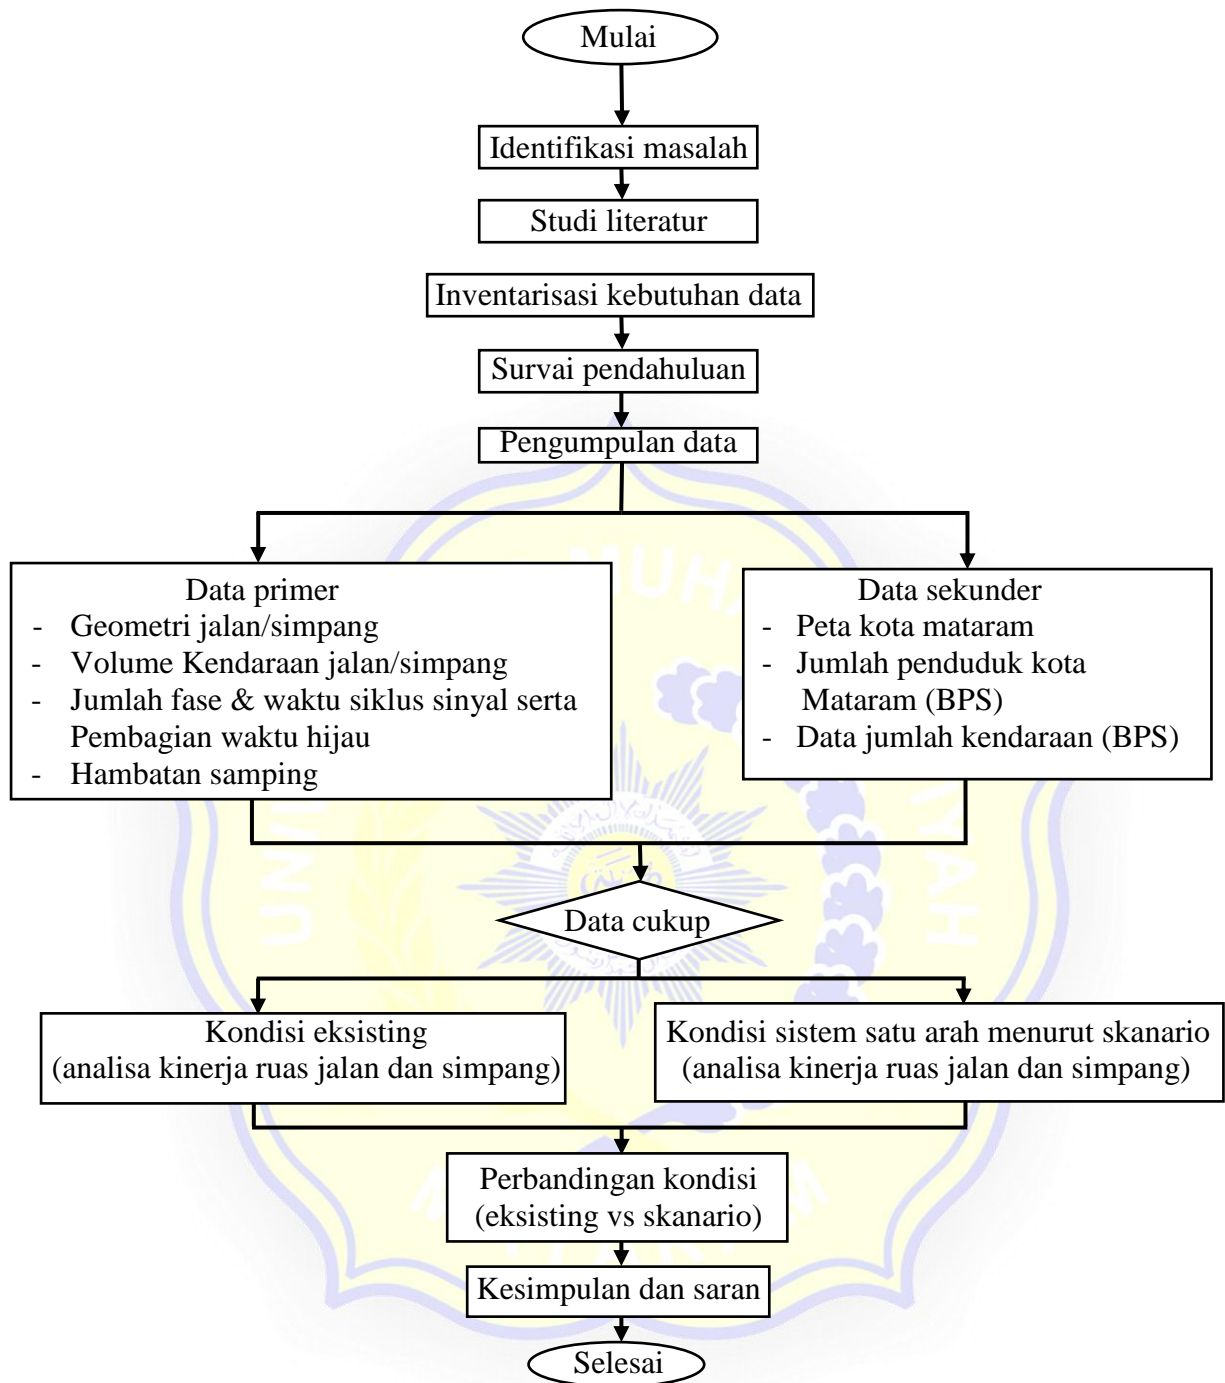 Mulai
Identifikasi masalah
Studi literatur
Inventarisasi kebutuhan data
Survai pendahuluan
Pengumpulan data
Data primer
- Geometri jalan/simpang
- Volume Kendaraan jalan/simpang
- Jumlah fase & waktu siklus sinyal serta
Pembagian waktu hijau
- Hambatan samping
Data sekunder
- Peta kota mataram
- Jumlah penduduk kota
Mataram (BPS)
- Data jumlah kendaraan (BPS)
Data cukup
Kondisi eksisting
(analisa kinerja ruas jalan dan simpang)
Kondisi sistem satu arah menurut skanario
(analisa kinerja ruas jalan dan simpang)
Perbandingan kondisi
(eksisting vs skanario)
Kesimpulan dan saran
Selesai